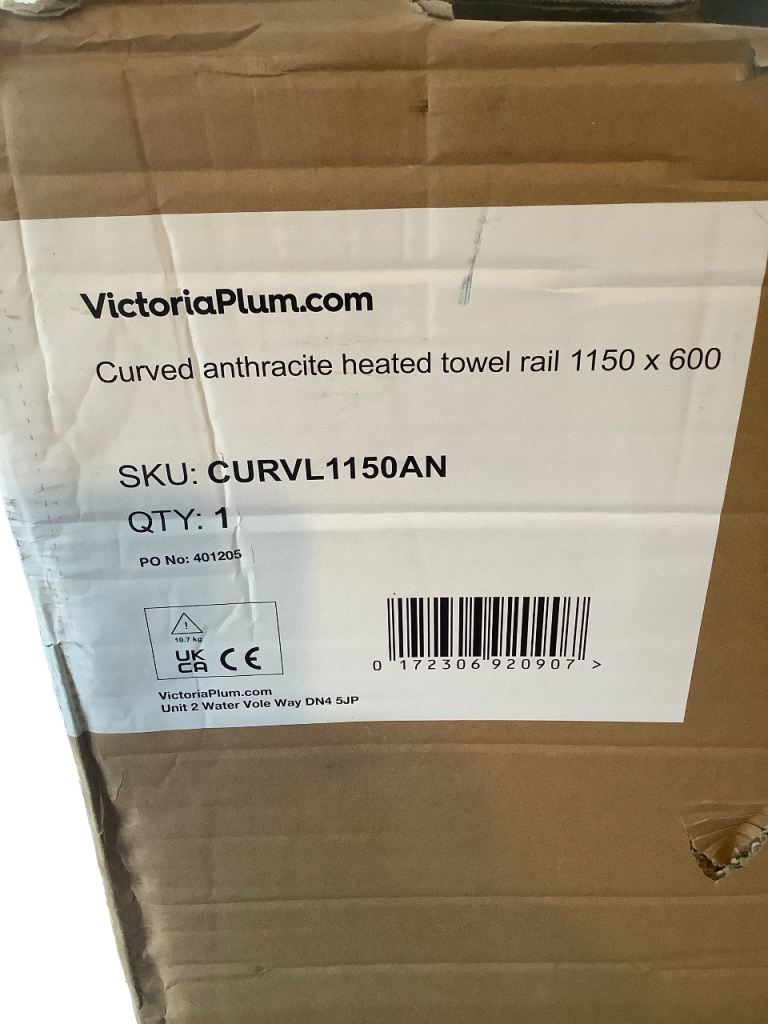 VictoriaPlum.com
Curved anthracite heated towel rail 1150 x 600
SKU: CURVL1150AN
QTY: 1
PO No: 401205
!
10.7 kg
UK
CA CE
0 172306 920907 >
VictoriaPlum.com
Unit 2 Water Vole Way DN4 5JP